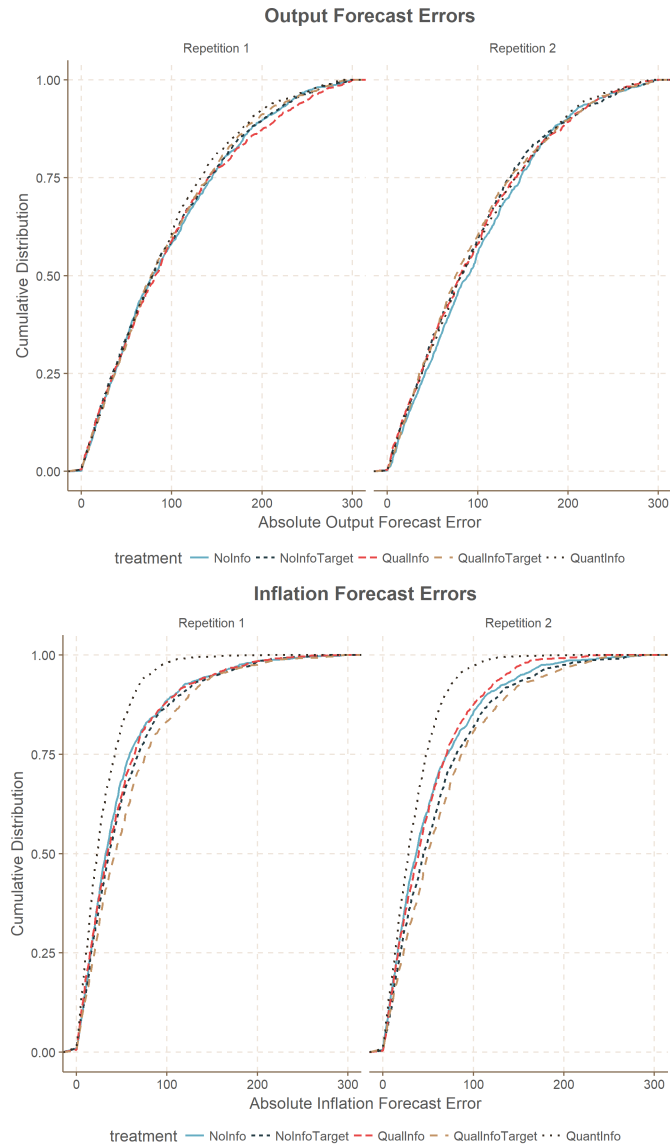 Output Forecast Errors
Repetition 1
Repetition 2
1.00
0.75
0.50
0.25
0.00
Cumulative Distribution
0 100 200 300 0 100 200 300
Absolute Output Forecast Error
treatment NoInfo NoInfoTarget QualInfo QualInfoTarget QuantInfo
Inflation Forecast Errors
Repetition 1
Repetition 2
1.00
0.75
0.50
0.25
0.00
Cumulative Distribution
0 100 200 300 0 100 200 300
Absolute Inflation Forecast Error
treatment NoInfo NoInfoTarget QualInfo QualInfoTarget QuantInfo